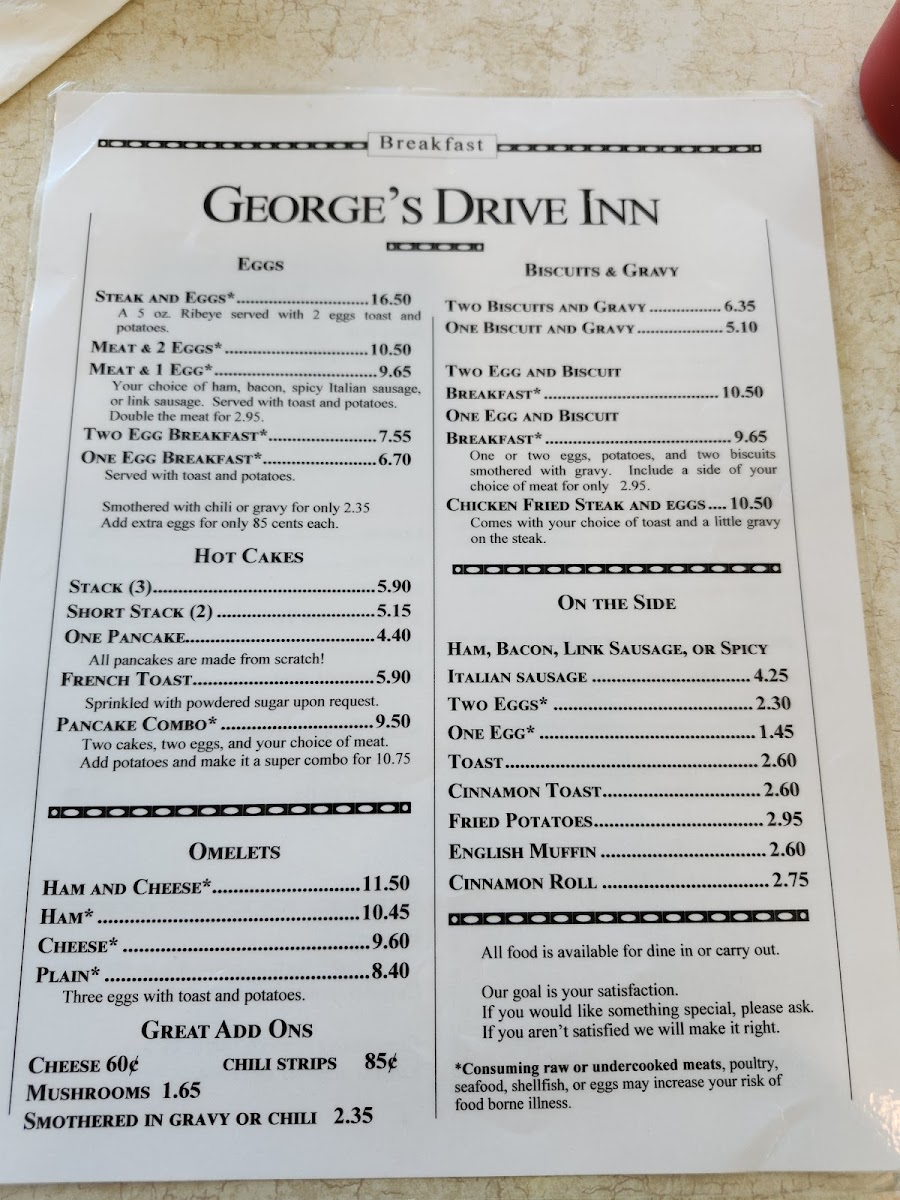 Breakfast
GEORGE'S DRIVE INN
EGGS
STEAK AND EGGS*..............................16.50
A 5 oz. Ribeye served with 2 eggs toast and
potatoes.
MEAT & 2 EGGS*.................................10.50
MEAT & 1 EGG*.....................................9.65
Your choice of ham, bacon, spicy Italian sausage,
or link sausage. Served with toast and potatoes.
Double the meat for 2.95.
TWO EGG BREAKFAST*.........................7.55
ONE EGG BREAKFAST*..........................6.70
Served with toast and potatoes.
Smothered with chili or gravy for only 2.35
Add extra eggs for only 85 cents each.
HOT CAKES
STACK (3)..........................................5.90
SHORT STACK (2) ..............................5.15
ONE PANCAKE....................................4.40
All pancakes are made from scratch!
FRENCH TOAST...................................5.90
Sprinkled with powdered sugar upon request.
PANCAKE COMBO* .............................9.50
Two cakes, two eggs, and your choice of meat.
Add potatoes and make it a super combo for 10.75
OMELETS
HAM AND CHEESE*...........................11.50
HAM* ................................................10.45
CHEESE* .............................................9.60
PLAIN* ................................................8.40
Three eggs with toast and potatoes.
GREAT ADD ONS
CHEESE 60¢ CHILI STRIPS 85¢
MUSHROOMS 1.65
SMOTHERED IN GRAVY OR CHILI 2.35
BISCUITS & GRAVY
TWO BISCUITS AND GRAVY................6.35
ONE BISCUIT AND GRAVY...................5.10
TWO EGG AND BISCUIT
BREAKFAST* ......................................10.50
ONE EGG AND BISCUIT
BREAKFAST* ........................................9.65
One or two eggs, potatoes, and two biscuits
smothered with gravy. Include a side of your
choice of meat for only 2.95.
CHICKEN FRIED STEAK AND EGGS....10.50
Comes with your choice of toast and a little gravy
on the steak.
ON THE SIDE
HAM, BACON, LINK SAUSAGE, OR SPICY
ITALIAN SAUSAGE ..............................4.25
TWO EGGS* ......................................2.30
ONE EGG* .........................................1.45
TOAST................................................2.60
CINNAMON TOAST..............................2.60
FRIED POTATOES................................2.95
ENGLISH MUFFIN ..............................2.60
CINNAMON ROLL ..............................2.75
All food is available for dine in or carry out.
Our goal is your satisfaction.
If you would like something special, please ask.
If you aren't satisfied we will make it right.
*Consuming raw or undercooked meats, poultry,
seafood, shellfish, or eggs may increase your risk of
food borne illness.